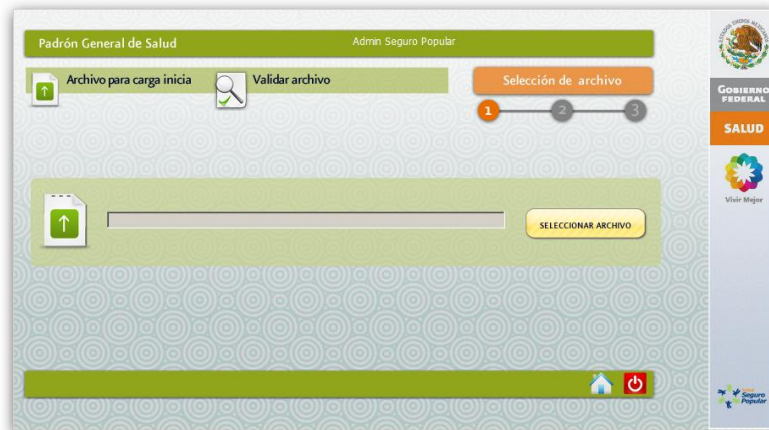 Padrón General de Salud
Admin Seguro Popular
Archivo para carga inicia
Validar archivo
Selección de archivo
1 2 3
SELECCIONAR ARCHIVO
GOBIERNO
FEDERAL
SALUD
Vivir Mejor
Seguro
Popular